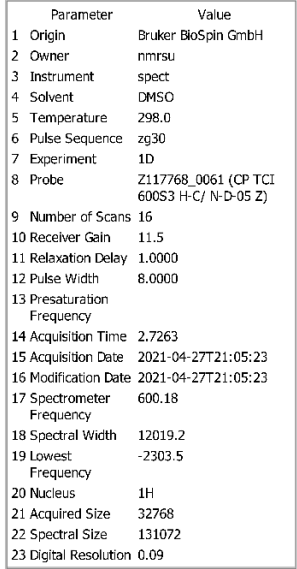 Parameter Value
1 Origin Bruker BioSpin GmbH
2 Owner nmrsu
3 Instrument spect
4 Solvent DMSO
5 Temperature 298.0
6 Pulse Sequence zg30
7 Experiment 1D
8 Probe Z117768_0061 (CP TCI
600S3 H-C/ N-D-05 Z)
9 Number of Scans 16
10 Receiver Gain 11.5
11 Relaxation Delay 1.0000
12 Pulse Width 8.0000
13 Presaturation
Frequency
14 Acquisition Time 2.7263
15 Acquisition Date 2021-04-27T21:05:23
16 Modification Date 2021-04-27T21:05:23
17 Spectrometer 600.18
Frequency
18 Spectral Width 12019.2
19 Lowest -2303.5
Frequency
20 Nucleus 1H
21 Acquired Size 32768
22 Spectral Size 131072
23 Digital Resolution 0.09